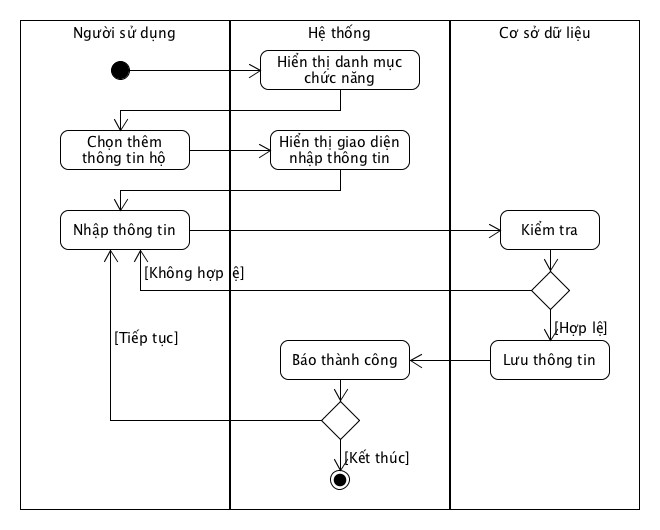 Người sử dụng
Hệ thống
Cơ sở dữ liệu
Hiển thị danh mục
chức năng
Chọn thêm
thông tin hộ
Hiển thị giao diện
nhập thông tin
Nhập thông tin
Kiểm tra
[Không hợp lệ]
[Hợp lệ]
[Tiếp tục]
Báo thành công
Lưu thông tin
[Kết thúc]